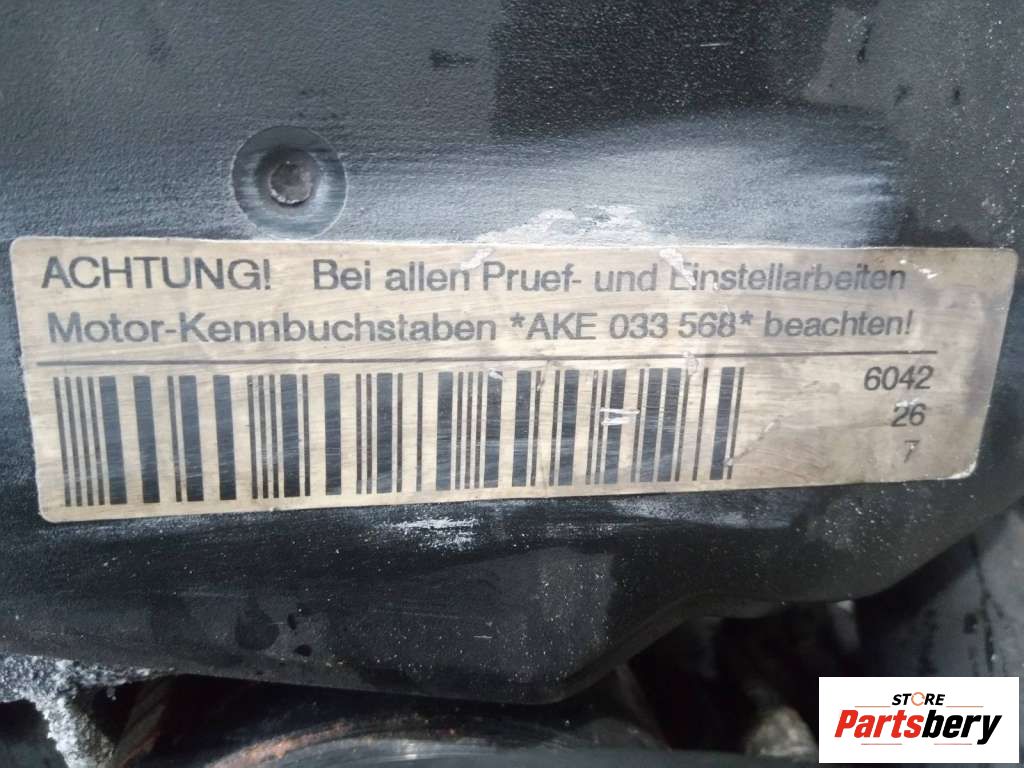 ACHTUNG! Bei allen Pruef- und Einstellarbeiten
Motor-Kennbuchstaben *AKE 033 568* beachten!
6042
26
7
STORE
Partsbery